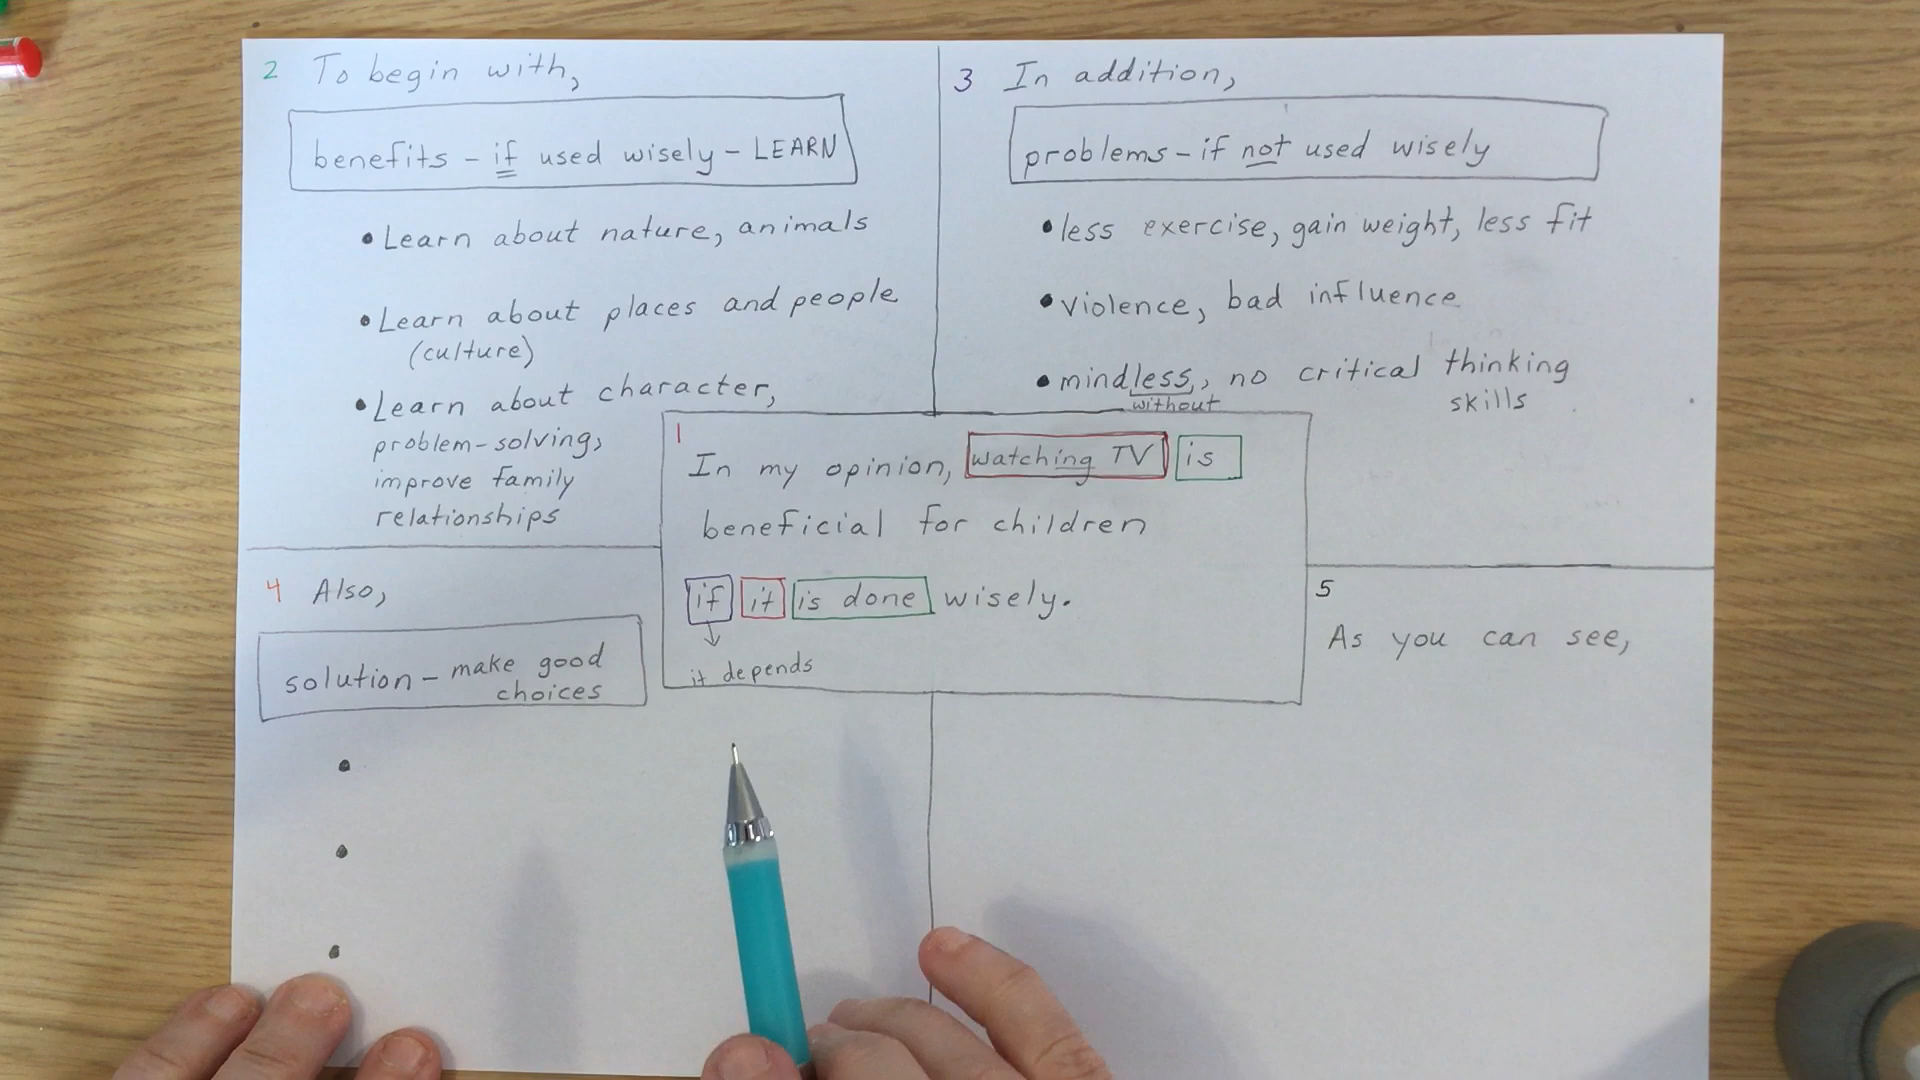 2 To begin with,
benefits - if used wisely - LEARN
• Learn about nature, animals
• Learn about places and people
(culture)
• Learn about character,
problem-solving,
improve family
relationships
3 In addition,
problems - if not used wisely
• less exercise, gain weight, less fit
• violence, bad influence
• mindless, no critical thinking
without
skills
1
In my opinion, watching TV is
beneficial for children
if it is done wisely.
it depends
4 Also,
solution - make good
choices
•
•
•
5
As you can see,